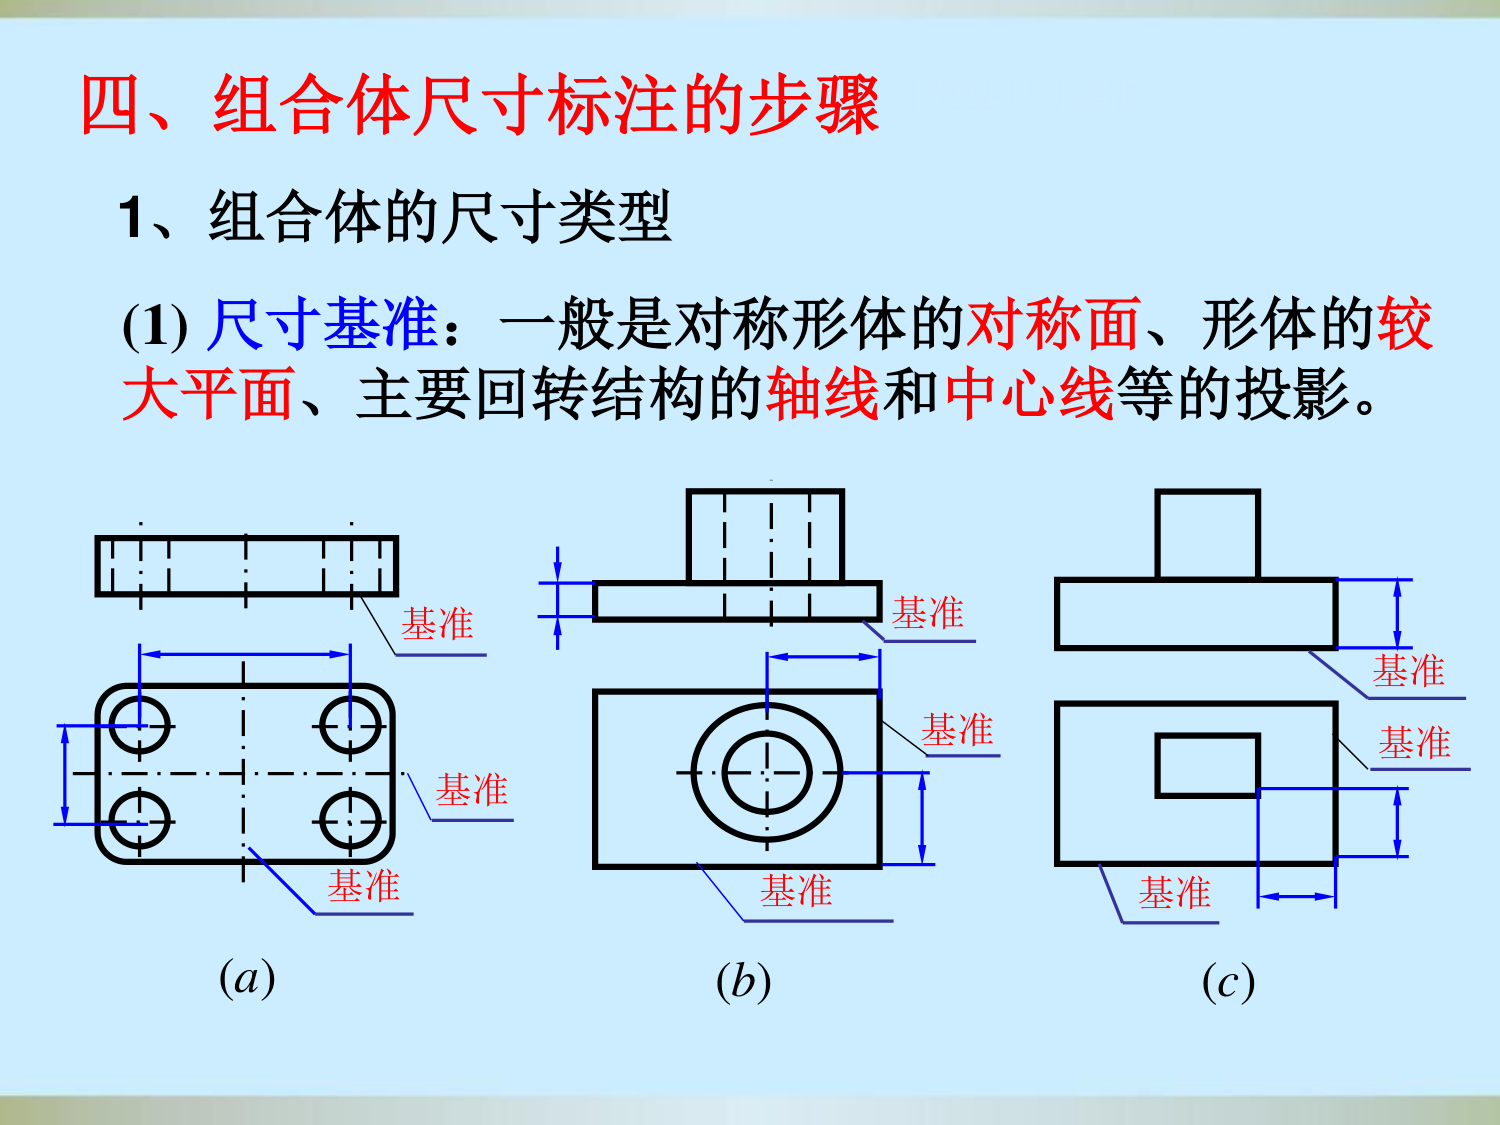 四、组合体尺寸标注的步骤
1、组合体的尺寸类型
(1) 尺寸基准：一般是对称形体的对称面、形体的较
大平面、主要回转结构的轴线和中心线等的投影。
基准
基准
基准
基准
基准
基准
基准
基准
基准
(a)
(b)
(c)